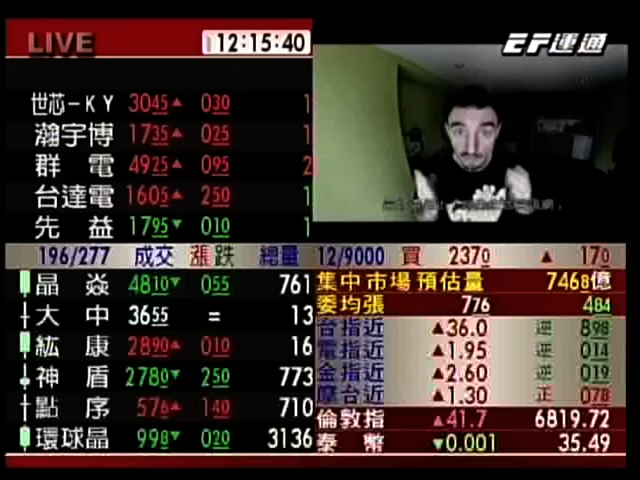 LIVE 12:15:40
EF運通
世芯-KY 3045▲ 030 1
瀚宇博 1735▲ 025 1
群電 4925▲ 095 2
台達電 1605▲ 250 1
先益 1795▼ 010 1
196/277 成交 漲跌 總量 12/9000 買 2370 ▲ 170
晶焱 4810▼ 055 761
大中 3655 = 13
紘康 2890▲ 010 16
神盾 2780▼ 250 773
點序 576▲ 140 710
環球晶 998▼ 020 3136
集中市場預估量 7468億
委均張 776 484
台指近 ▲36.0 逆 898
電指近 ▲1.95 逆 014
金指近 ▲2.60 逆 019
摩台近 ▲1.30 正 078
倫敦指 ▲41.7 6819.72
泰幣 ▼0.001 35.49